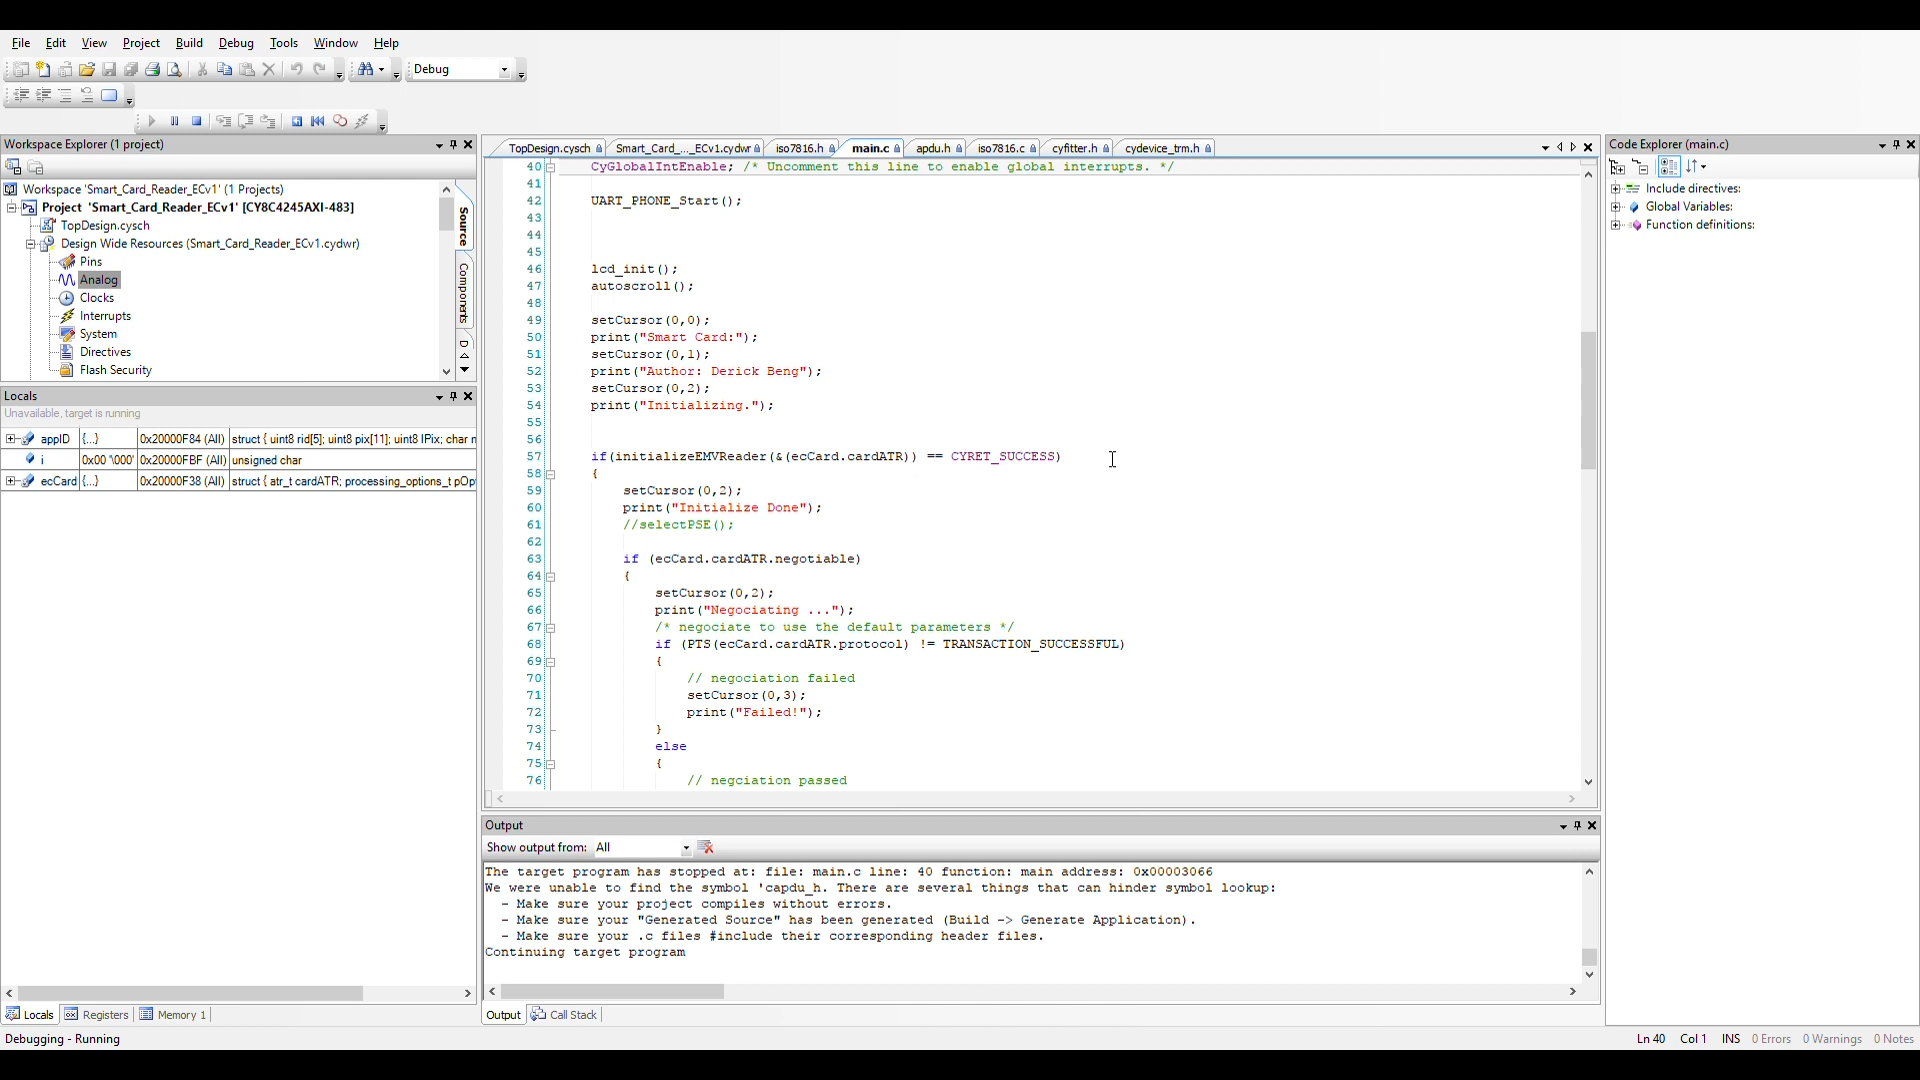 File Edit View Project Build Debug Tools Window Help
Debug
Workspace Explorer (1 project)
Workspace 'Smart_Card_Reader_ECv1' (1 Projects)
Project 'Smart_Card_Reader_ECv1' [CY8C4245AXI-483]
TopDesign.cysch
Design Wide Resources (Smart_Card_Reader_ECv1.cydwr)
Pins
Analog
Clocks
Interrupts
System
Directives
Flash Security
Source
Components
D
Locals
Unavailable, target is running
appID {...} 0x20000F84 (All) struct { uint8 rid[5]; uint8 pix[11]; uint8 lPix; char n
i 0x00 '\000' 0x20000FBF (All) unsigned char
ecCard {...} 0x20000F38 (All) struct { atr_t cardATR; processing_options_t pOp
Locals Registers Memory 1
TopDesign.cysch Smart_Card_..._ECv1.cydwr iso7816.h main.c apdu.h iso7816.c cyfitter.h cydevice_trm.h
40 CyGlobalIntEnable; /* Uncomment this line to enable global interrupts. */
41
42 UART_PHONE_Start();
43
44
45
46 lcd_init();
47 autoscroll();
48
49 setCursor(0,0);
50 print("Smart Card:");
51 setCursor(0,1);
52 print("Author: Derick Beng");
53 setCursor(0,2);
54 print("Initializing.");
55
56
57 if(initializeEMVReader(&(ecCard.cardATR)) == CYRET_SUCCESS)
58 {
59 setCursor(0,2);
60 print("Initialize Done");
61 //selectPSE();
62
63 if (ecCard.cardATR.negotiable)
64 {
65 setCursor(0,2);
66 print("Negociating ...");
67 /* negociate to use the default parameters */
68 if (PTS(ecCard.cardATR.protocol) != TRANSACTION_SUCCESSFUL)
69 {
70 // negociation failed
71 setCursor(0,3);
72 print("Failed!");
73 }
74 else
75 {
76 // negciation passed
Output
Show output from: All
The target program has stopped at: file: main.c line: 40 function: main address: 0x00003066
We were unable to find the symbol 'capdu_h. There are several things that can hinder symbol lookup:
- Make sure your project compiles without errors.
- Make sure your "Generated Source" has been generated (Build -> Generate Application).
- Make sure your .c files #include their corresponding header files.
Continuing target program
Output Call Stack
Code Explorer (main.c)
Include directives:
Global Variables:
Function definitions:
Debugging - Running
Ln 40 Col 1 INS 0 Errors 0 Warnings 0 Notes